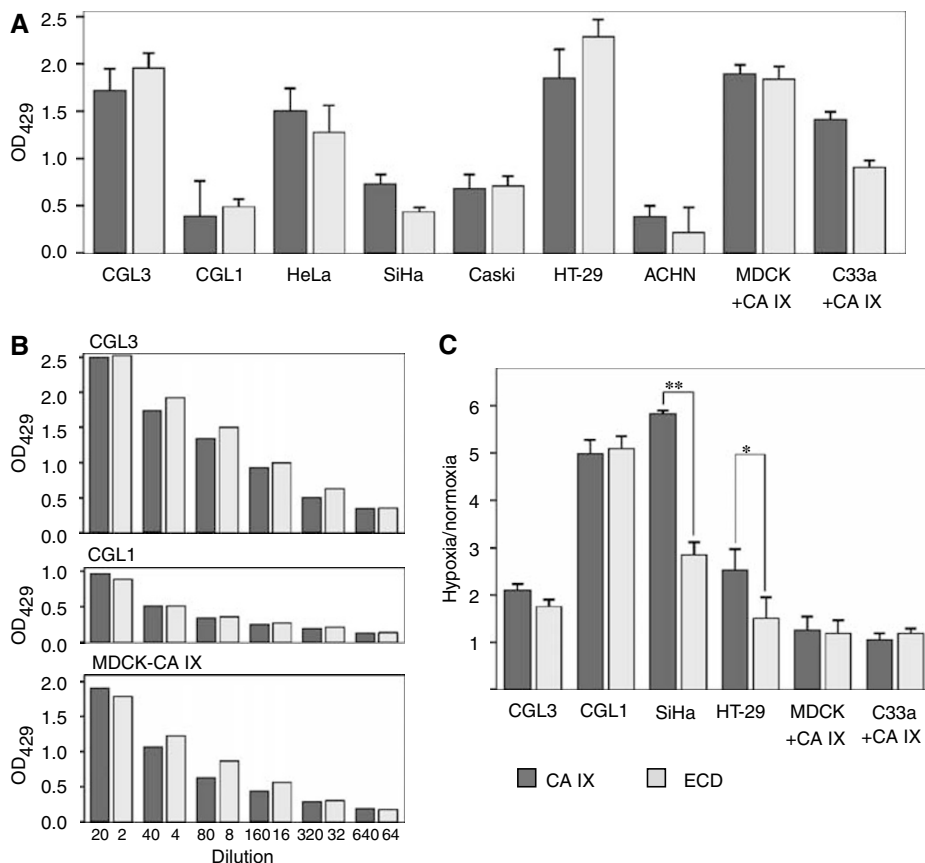 A
2.5
2.0
1.5
1.0
0.5
0.0
OD429
CGL3 CGL1 HeLa SiHa Caski HT-29 ACHN MDCK +CA IX C33a +CA IX
B
CGL3
2.5
2.0
1.5
1.0
0.5
0.0
OD429
CGL1
1.0
0.5
0.0
OD429
MDCK-CA IX
2.0
1.5
1.0
0.5
0.0
OD429
20 2 40 4 80 8 160 16 320 32 640 64
Dilution
C
6
5
3
2
1
Hypoxia/normoxia
**
*
CGL3 CGL1 SiHa HT-29 MDCK +CA IX C33a +CA IX
CA IX ECD